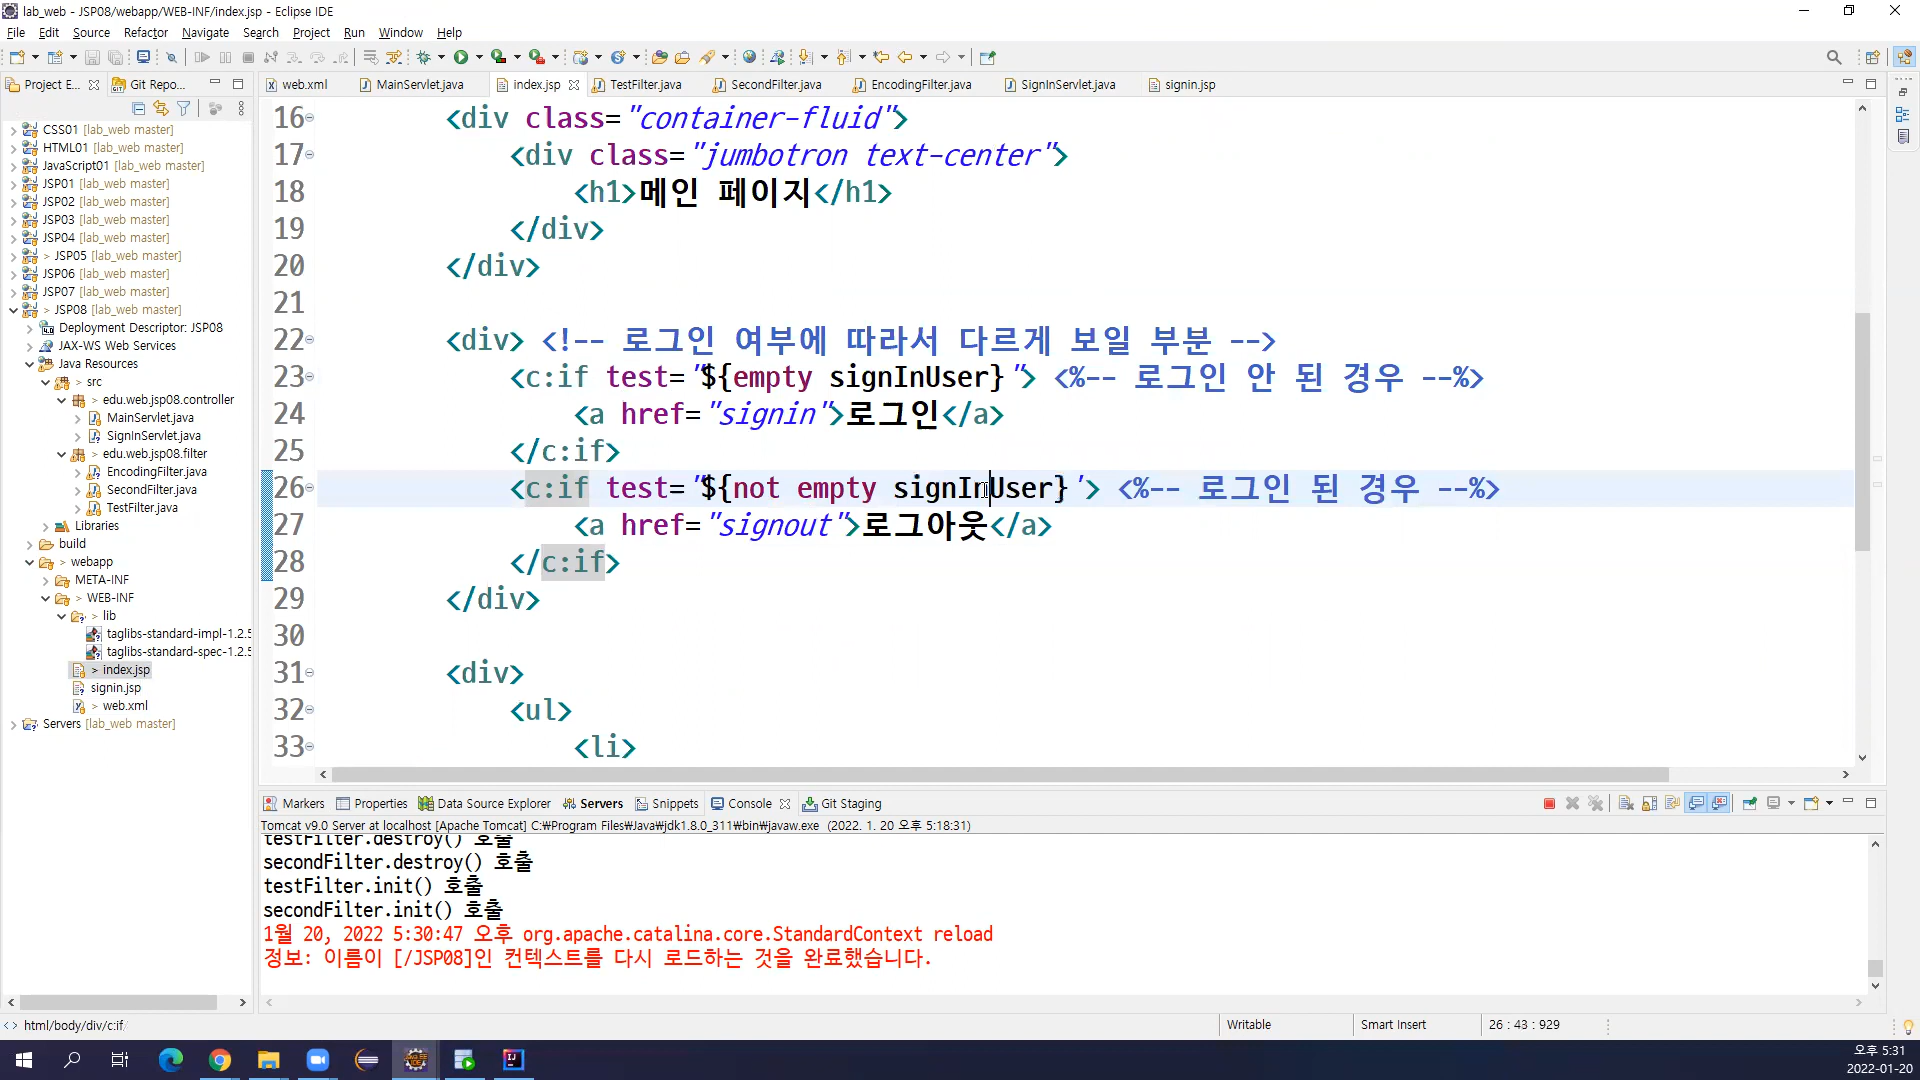 lab_web - JSP08/webapp/WEB-INF/index.jsp - Eclipse IDE
File Edit Source Refactor Navigate Search Project Run Window Help
Project E... Git Repo...
web.xml MainServlet.java index.jsp TestFilter.java SecondFilter.java EncodingFilter.java SignInServlet.java signin.jsp
CSS01 [lab_web master]
HTML01 [lab_web master]
JavaScript01 [lab_web master]
JSP01 [lab_web master]
JSP02 [lab_web master]
JSP03 [lab_web master]
JSP04 [lab_web master]
> JSP05 [lab_web master]
JSP06 [lab_web master]
JSP07 [lab_web master]
> JSP08 [lab_web master]
Deployment Descriptor: JSP08
JAX-WS Web Services
Java Resources
> src
> edu.web.jsp08.controller
MainServlet.java
SignInServlet.java
> edu.web.jsp08.filter
EncodingFilter.java
SecondFilter.java
TestFilter.java
Libraries
build
> webapp
META-INF
> WEB-INF
> lib
taglibs-standard-impl-1.2.5
taglibs-standard-spec-1.2.5
> index.jsp
signin.jsp
> web.xml
Servers [lab_web master]
16 <div class="container-fluid">
17 <div class="jumbotron text-center">
18 <h1>메인 페이지</h1>
19 </div>
20 </div>
21
22 <div> <!-- 로그인 여부에 따라서 다르게 보일 부분 -->
23 <c:if test="${empty signInUser}"> <%-- 로그인 안 된 경우 --%>
24 <a href="signin">로그인</a>
25 </c:if>
26 <c:if test="${not empty signInUser}"> <%-- 로그인 된 경우 --%>
27 <a href="signout">로그아웃</a>
28 </c:if>
29 </div>
30
31 <div>
32 <ul>
33 <li>
Markers Properties Data Source Explorer Servers Snippets Console Git Staging
Tomcat v9.0 Server at localhost [Apache Tomcat] C:₩Program Files₩Java₩jdk1.8.0_311₩bin₩javaw.exe (2022. 1. 20 오후 5:18:31)
testFilter.destroy() 호출
secondFilter.destroy() 호출
testFilter.init() 호출
secondFilter.init() 호출
1월 20, 2022 5:30:47 오후 org.apache.catalina.core.StandardContext reload
정보: 이름이 [/JSP08]인 컨텍스트를 다시 로드하는 것을 완료했습니다.
html/body/div/c:if
Writable Smart Insert 26 : 43 : 929
오후 5:31
2022-01-20